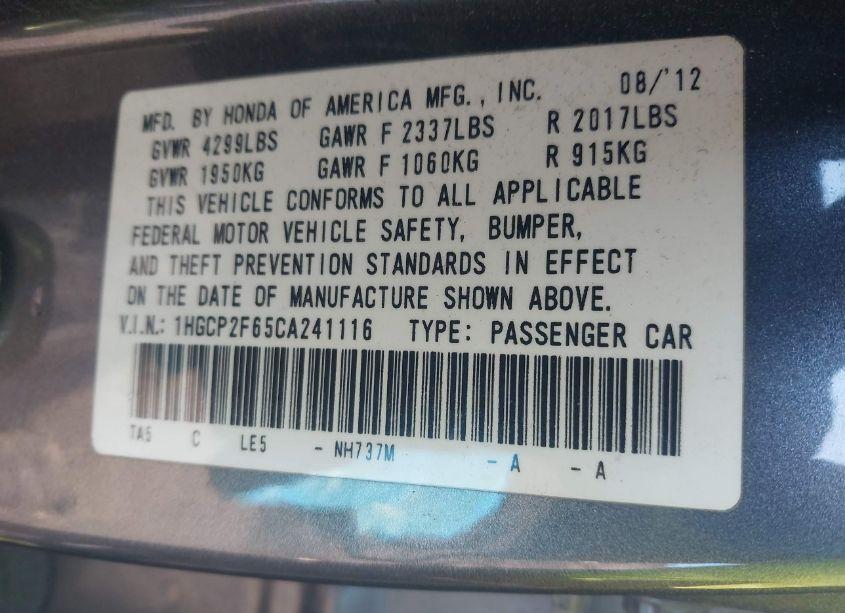 MFD. BY HONDA OF AMERICA MFG., INC. 08/'12
GVWR 4299LBS GAWR F 2337LBS R 2017LBS
GVWR 1950KG GAWR F 1060KG R 915KG
THIS VEHICLE CONFORMS TO ALL APPLICABLE
FEDERAL MOTOR VEHICLE SAFETY, BUMPER,
AND THEFT PREVENTION STANDARDS IN EFFECT
ON THE DATE OF MANUFACTURE SHOWN ABOVE.
V.I.N.: 1HGCP2F65CA241116 TYPE: PASSENGER CAR
TA5 C LE5 - NH737M - A - A